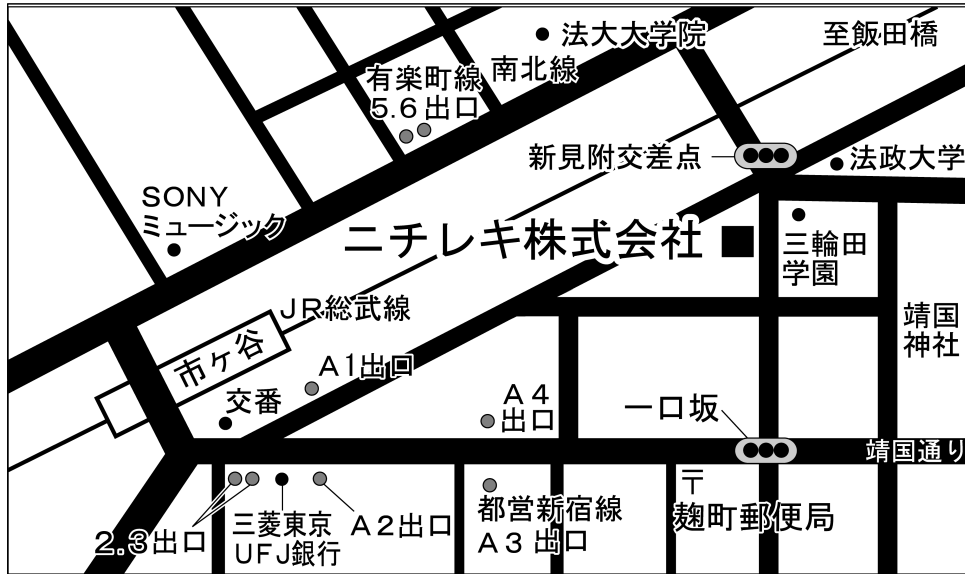 法大大学院
至飯田橋
有楽町線
5.6出口
南北線
新見附交差点
法政大学
SONY
ミュージック
ニチレキ株式会社
三輪田
学園
靖国
神社
JR総武線
市ヶ谷
A1出口
交番
A4
出口
一口坂
靖国通り
2.3出口
三菱東京
UFJ銀行
A2出口
都営新宿線
A3出口
〒
麹町郵便局